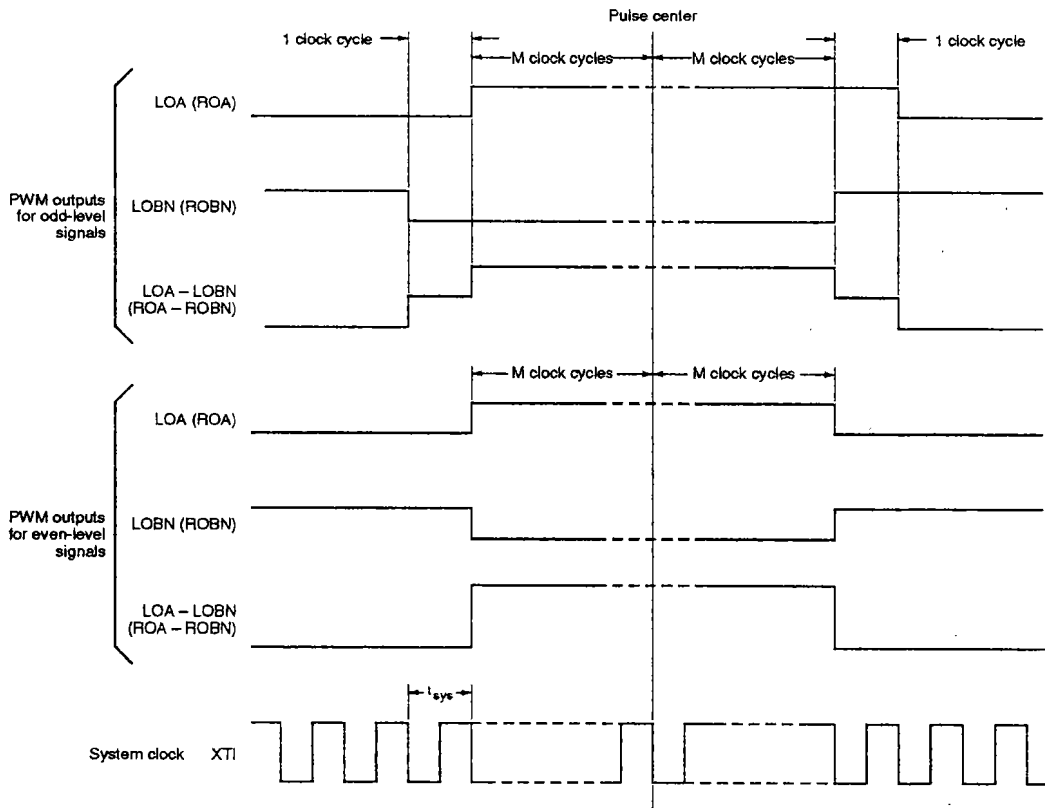 Pulse center
1 clock cycle
1 clock cycle
M clock cycles
M clock cycles
LOA (ROA)
PWM outputs
for odd-level
signals
LOBN (ROBN)
LOA – LOBN
(ROA – ROBN)
M clock cycles
M clock cycles
LOA (ROA)
PWM outputs
for even-level
signals
LOBN (ROBN)
LOA – LOBN
(ROA – ROBN)
tsys
System clock XTI